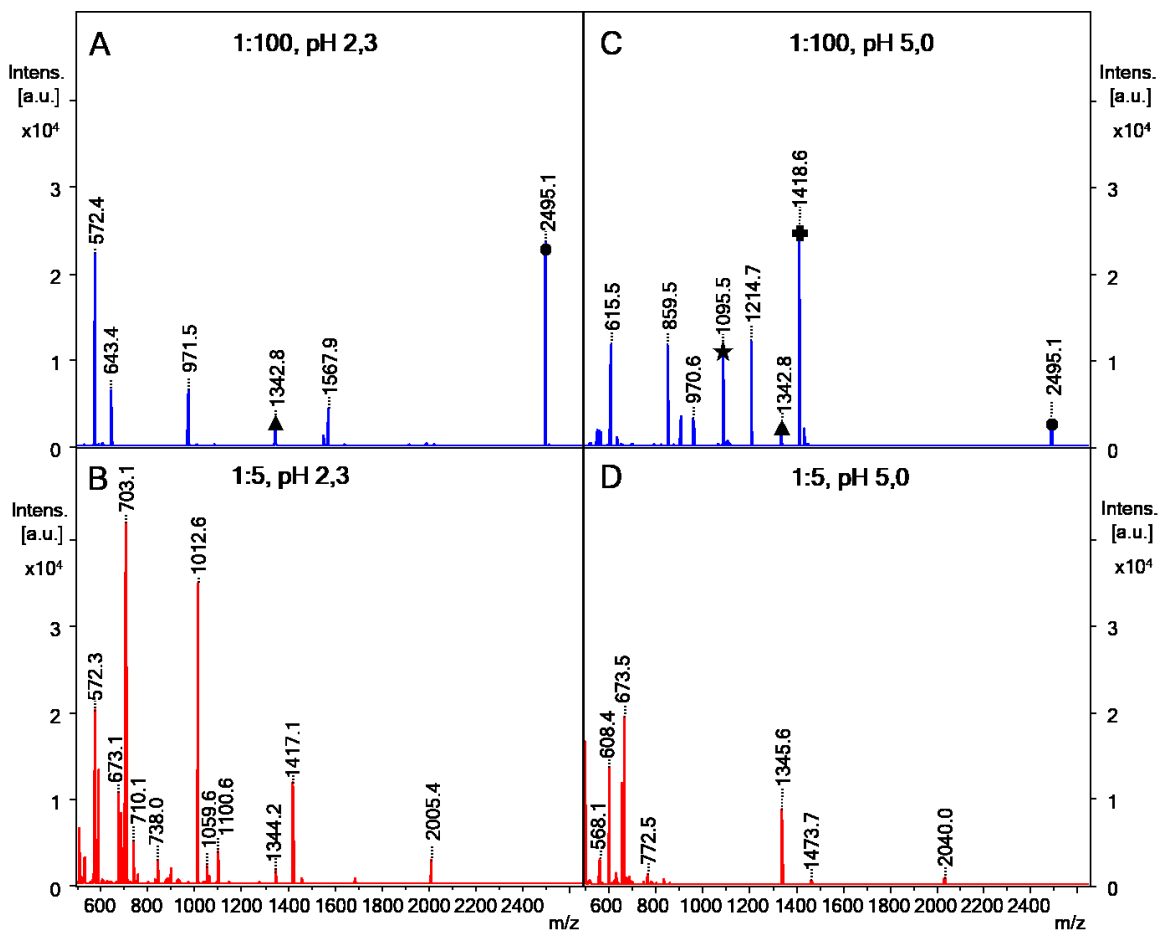 A
1:100, pH 2,3
Intens.
[a.u.]
x10⁴
3
2
1
0
572.4
643.4
971.5
1342.8
1567.9
2495.1
C
1:100, pH 5,0
Intens.
[a.u.]
x10⁴
3
2
1
0
615.5
859.5
970.6
1095.5
1214.7
1342.8
1418.6
2495.1
B
1:5, pH 2,3
Intens.
[a.u.]
x10⁴
3
2
1
0
572.3
673.1
703.1
710.1
738.0
1012.6
1059.6
1100.6
1344.2
1417.1
2005.4
600 800 1000 1200 1400 1600 1800 2000 2200 2400
m/z
D
1:5, pH 5,0
Intens.
[a.u.]
x10⁴
3
2
1
0
568.1
608.4
673.5
772.5
1345.6
1473.7
2040.0
600 800 1000 1200 1400 1600 1800 2000 2200 2400
m/z